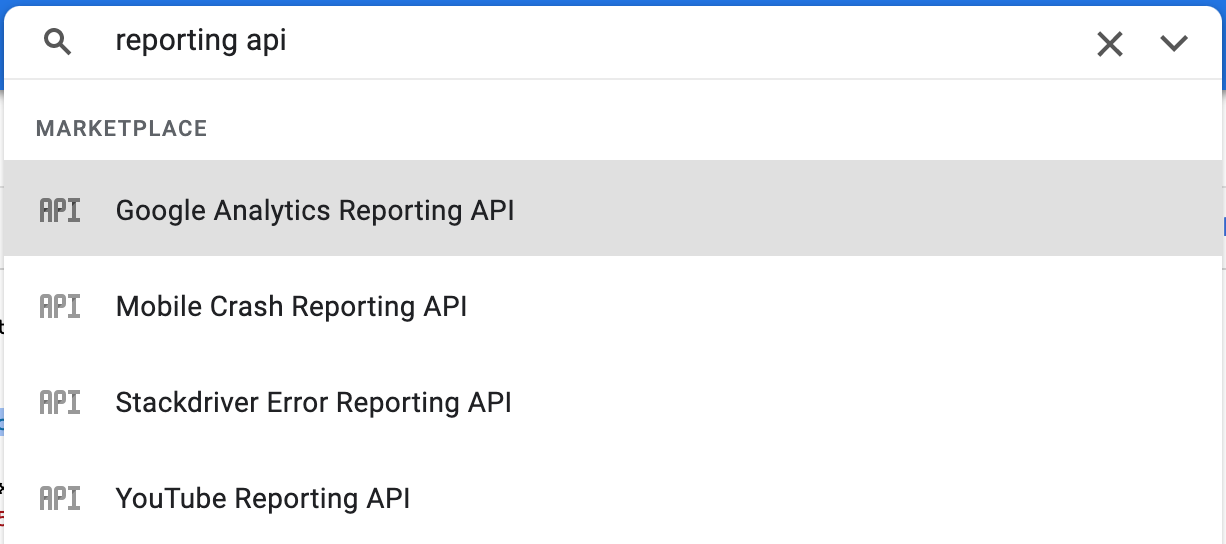 reporting api
MARKETPLACE
API Google Analytics Reporting API
API Mobile Crash Reporting API
API Stackdriver Error Reporting API
API YouTube Reporting API